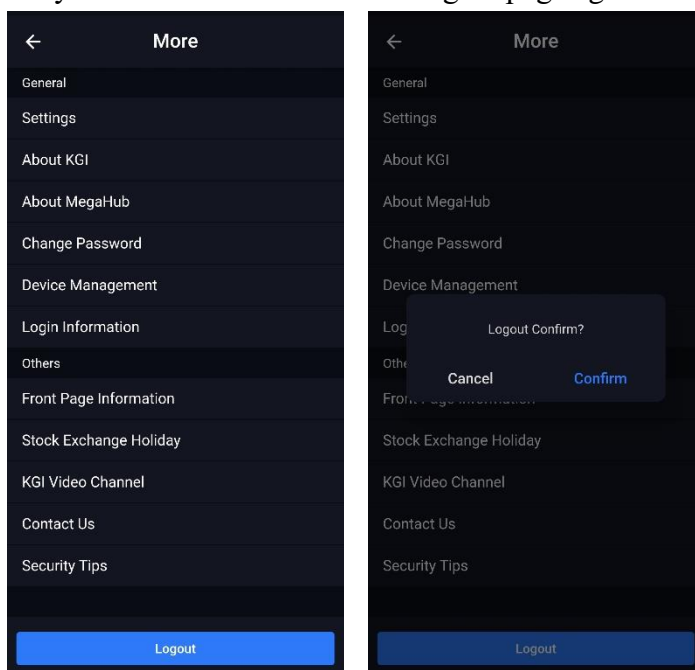 More
General
Settings
About KGI
About MegaHub
Change Password
Device Management
Login Information
Others
Front Page Information
Stock Exchange Holiday
KGI Video Channel
Contact Us
Security Tips
Logout
More
General
Settings
About KGI
About MegaHub
Change Password
Device Management
Log
Logout Confirm?
Othe
Cancel
Confirm
Stock Exchange Holiday
KGI Video Channel
Contact Us
Security Tips
Logout